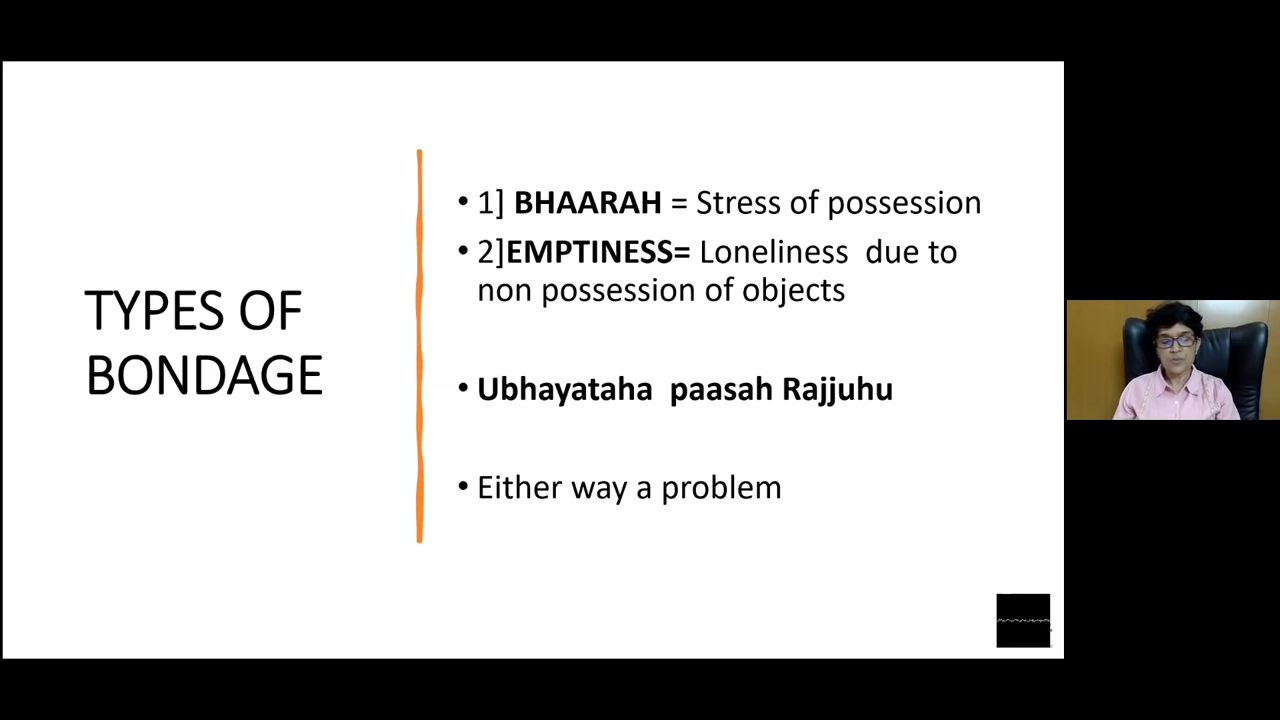 TYPES OF
BONDAGE
• 1] BHAARAH = Stress of possession
• 2]EMPTINESS= Loneliness due to
non possession of objects
• Ubhayataha paasah Rajjuhu
• Either way a problem